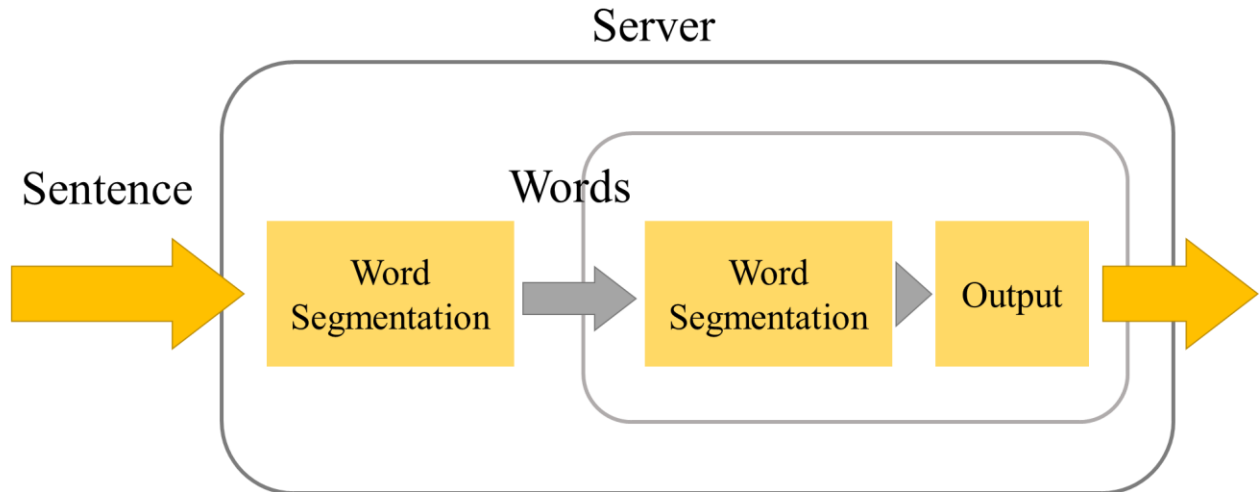 Server
Sentence
Words
Word
Segmentation
Word
Segmentation
Output